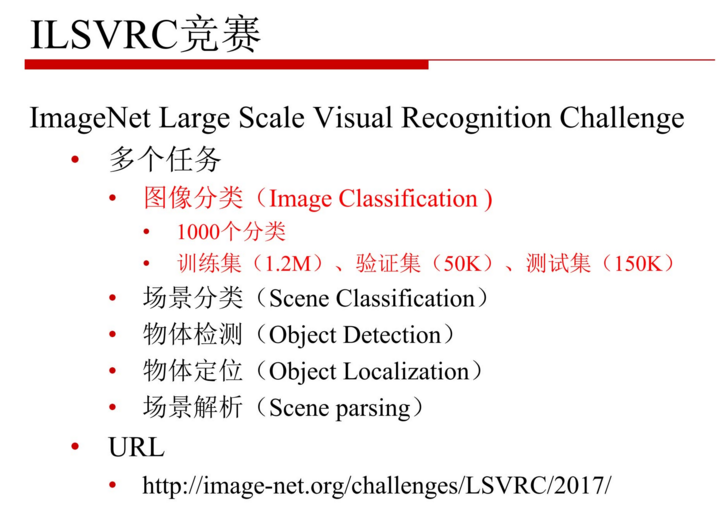 ILSVRC竞赛
ImageNet Large Scale Visual Recognition Challenge
• 多个任务
• 图像分类（Image Classification )
• 1000个分类
• 训练集（1.2M）、验证集（50K）、测试集（150K）
• 场景分类（Scene Classification）
• 物体检测（Object Detection）
• 物体定位（Object Localization）
• 场景解析（Scene parsing）
• URL
• http://image-net.org/challenges/LSVRC/2017/